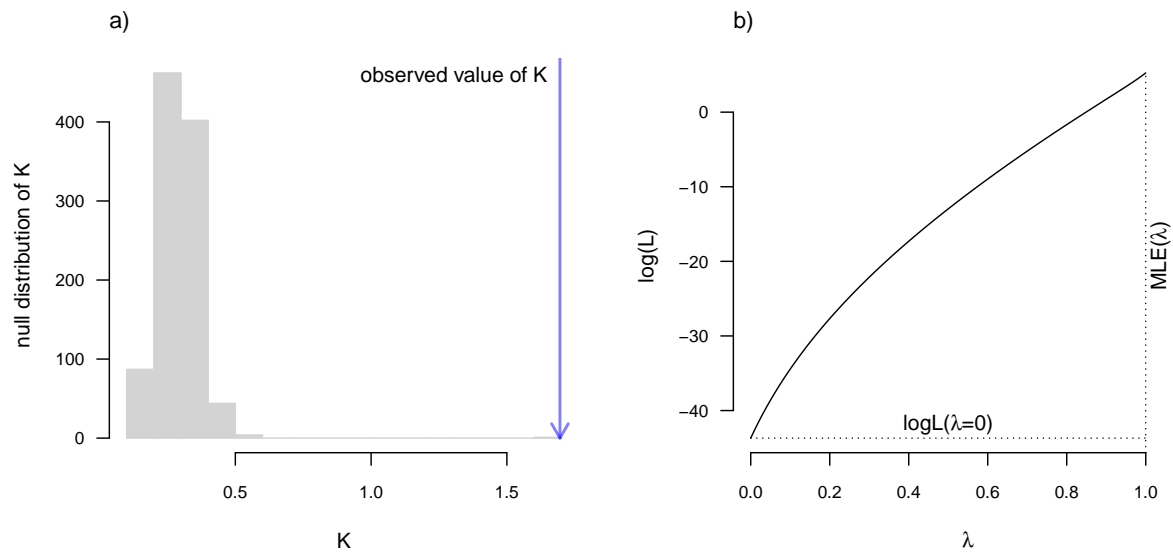 a)
observed value of K
null distribution of K
400
300
200
100
0
0.5 1.0 1.5
K
b)
log(L)
0
−10
−20
−30
−40
logL(λ=0)
MLE(λ)
0.0 0.2 0.4 0.6 0.8 1.0
λ